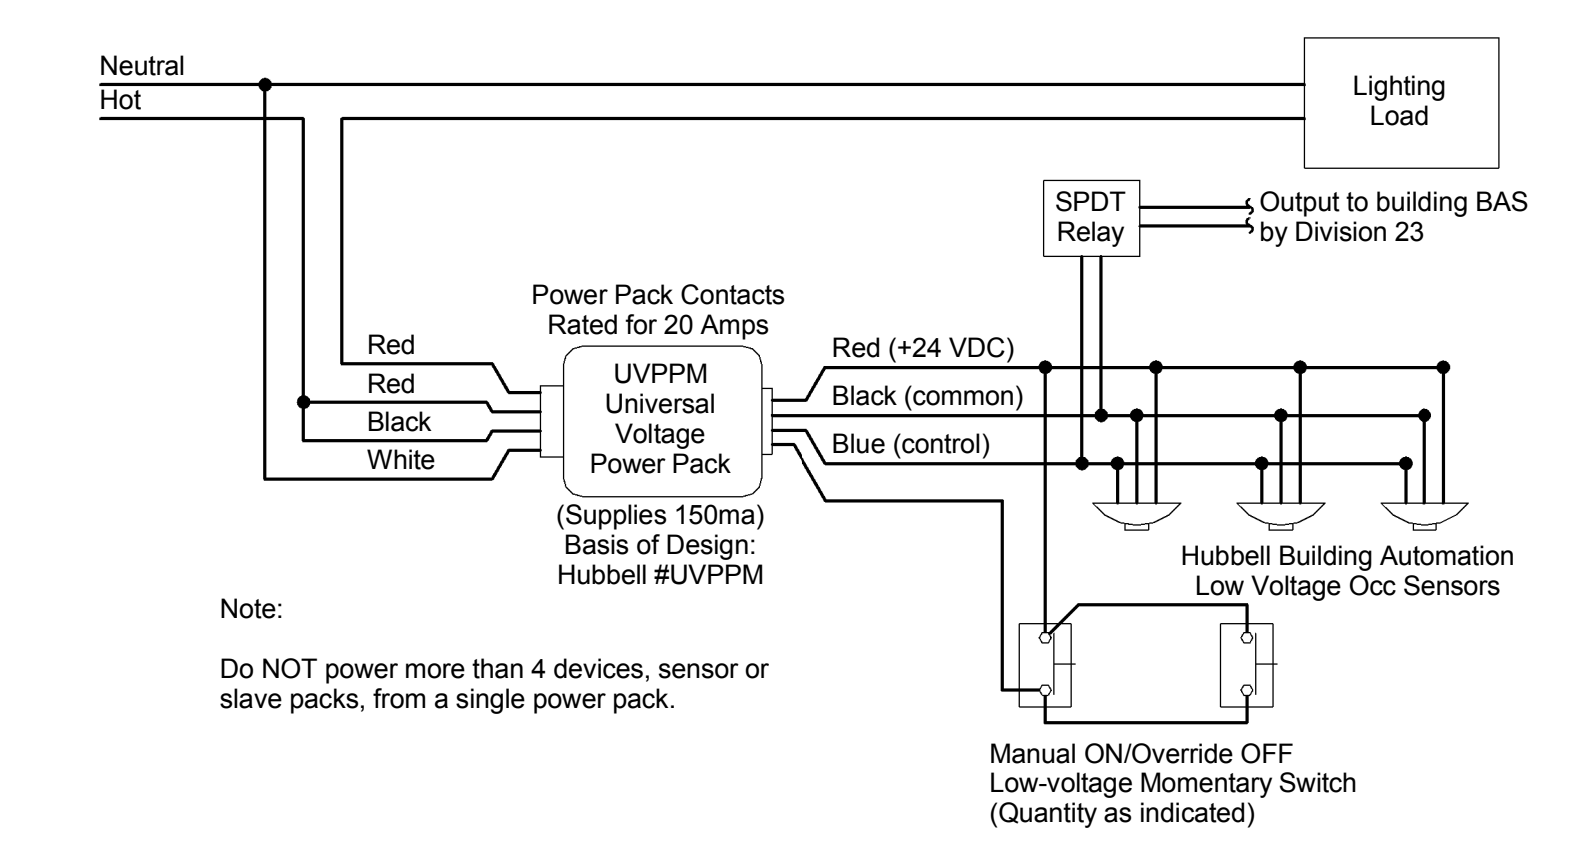 Neutral
Hot
Lighting
Load
SPDT
Relay
Output to building BAS
by Division 23
Power Pack Contacts
Rated for 20 Amps
Red
Red
Black
White
UVPPM
Universal
Voltage
Power Pack
Red (+24 VDC)
Black (common)
Blue (control)
(Supplies 150ma)
Basis of Design:
Hubbell #UVPPM
Hubbell Building Automation
Low Voltage Occ Sensors
Note:
Do NOT power more than 4 devices, sensor or
slave packs, from a single power pack.
Manual ON/Override OFF
Low-voltage Momentary Switch
(Quantity as indicated)